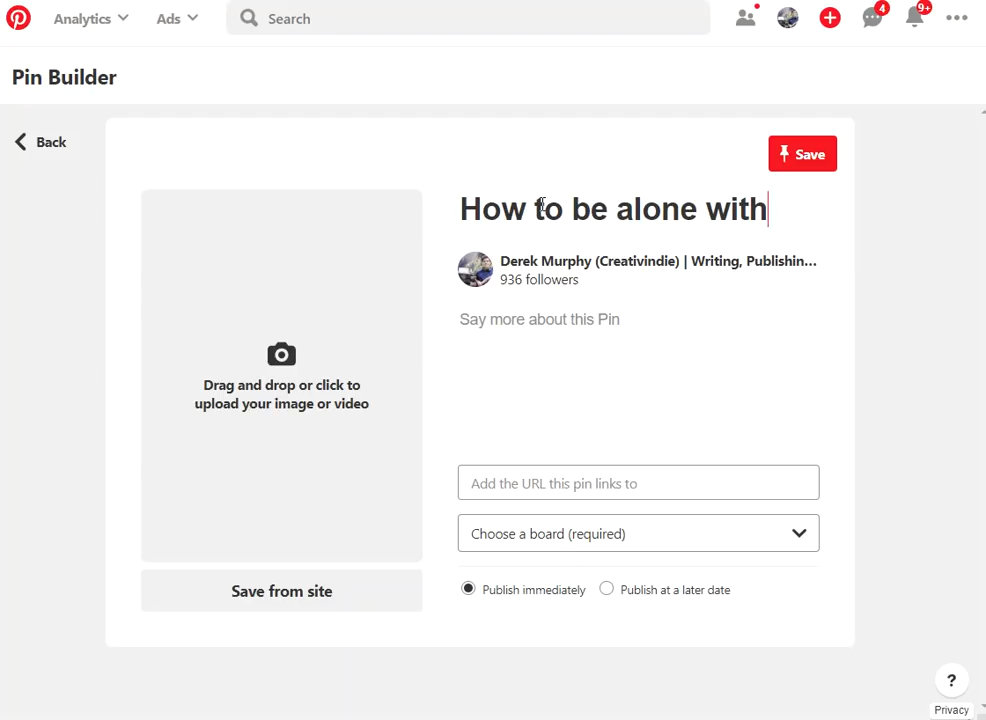 Analytics Ads Search 4 9+
Pin Builder
Back
Save
How to be alone with
Derek Murphy (Creativindie) | Writing, Publishin...
936 followers
Say more about this Pin
Drag and drop or click to
upload your image or video
Add the URL this pin links to
Choose a board (required)
Publish immediately Publish at a later date
Save from site
?
Privacy